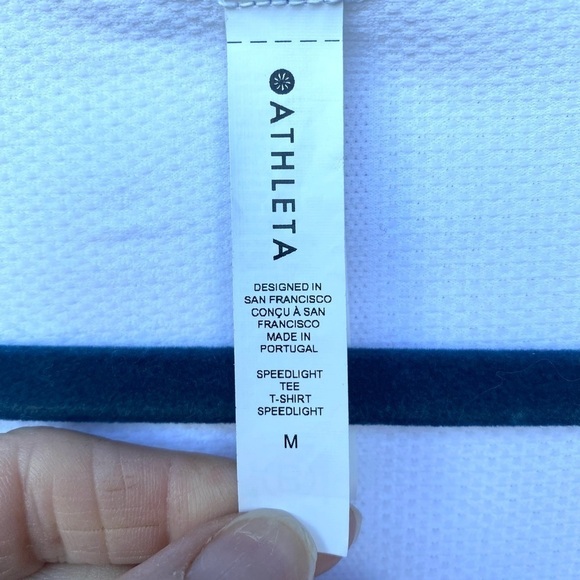 ATHLETA
DESIGNED IN
SAN FRANCISCO
CONÇU À SAN
FRANCISCO
MADE IN
PORTUGAL
SPEEDLIGHT
TEE
T-SHIRT
SPEEDLIGHT
M